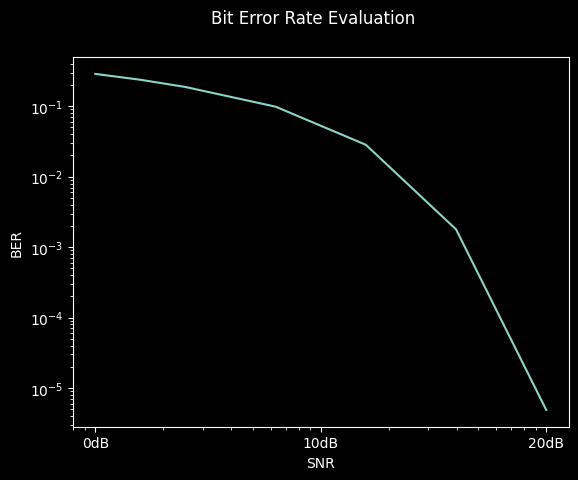 Bit Error Rate Evaluation
10⁻¹
10⁻²
10⁻³
10⁻⁴
10⁻⁵
BER
0dB 10dB 20dB
SNR